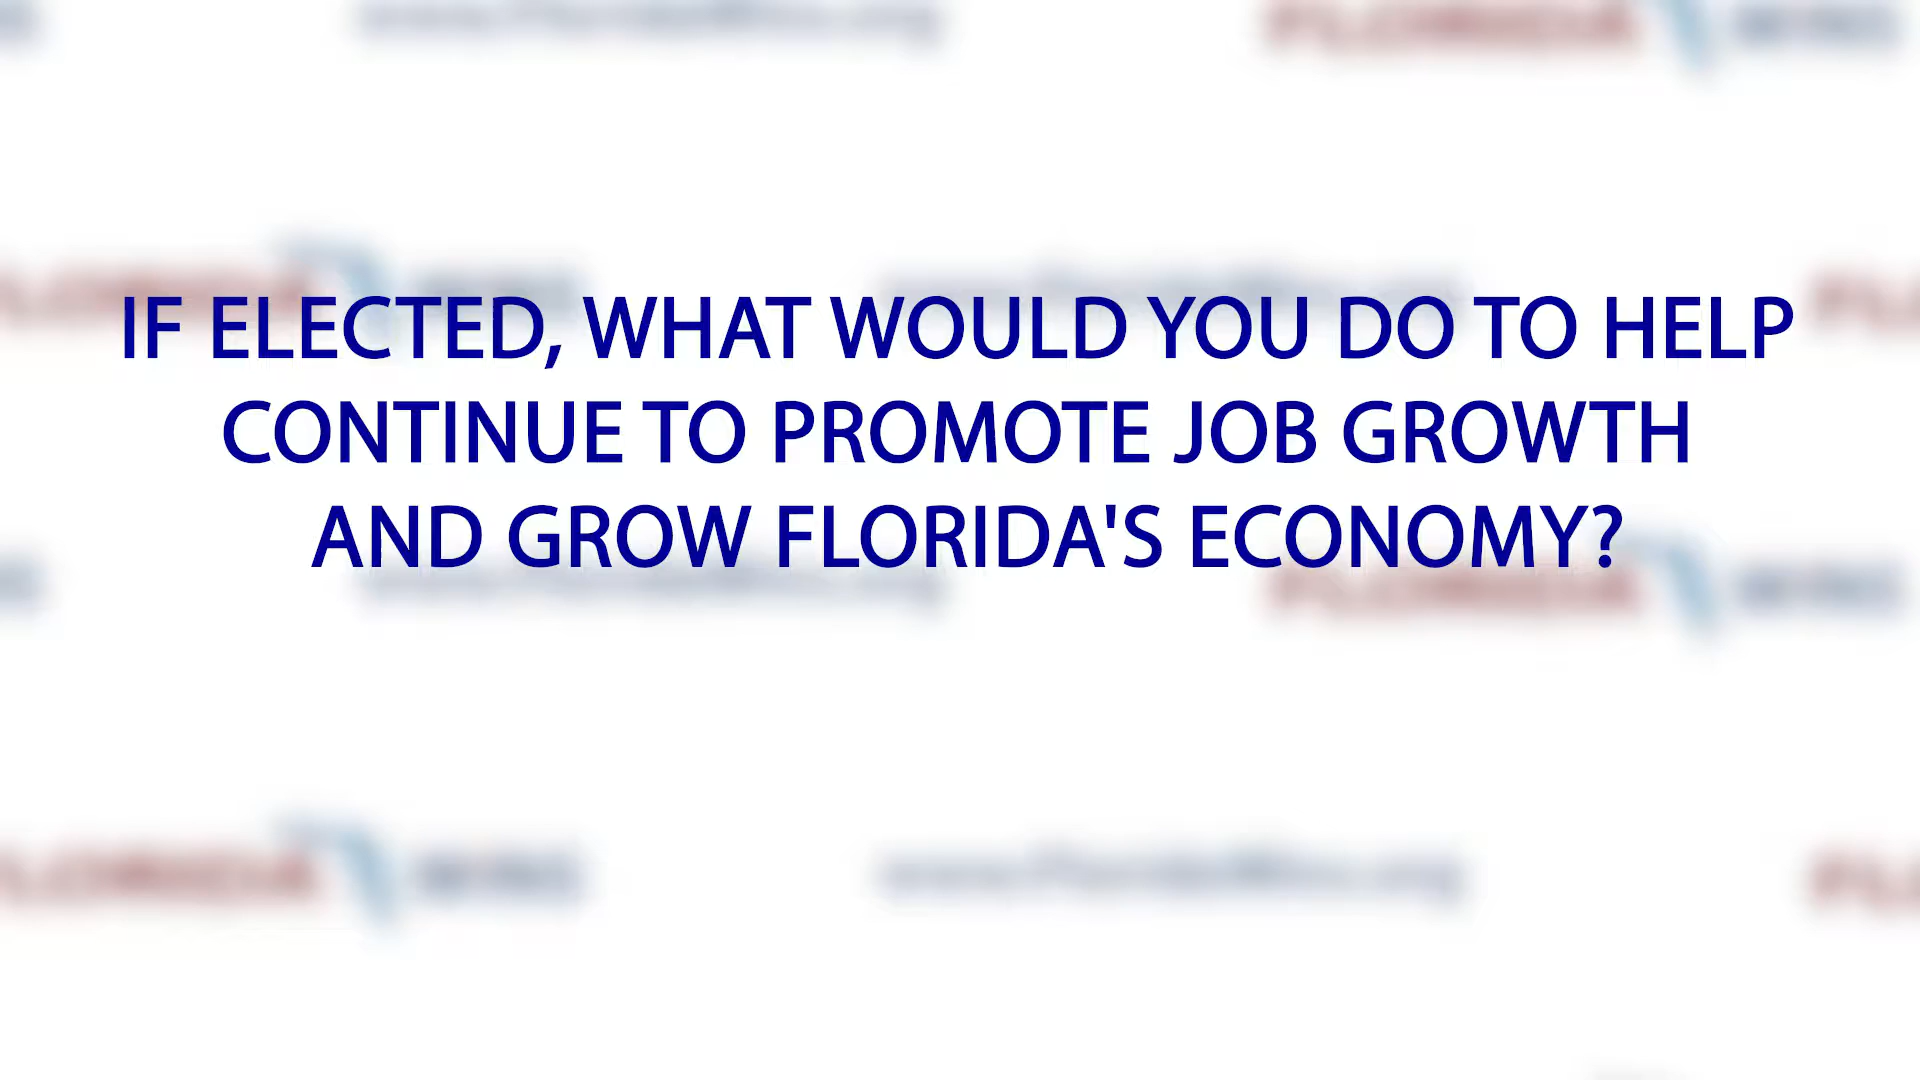 IF ELECTED, WHAT WOULD YOU DO TO HELP
CONTINUE TO PROMOTE JOB GROWTH
AND GROW FLORIDA'S ECONOMY?